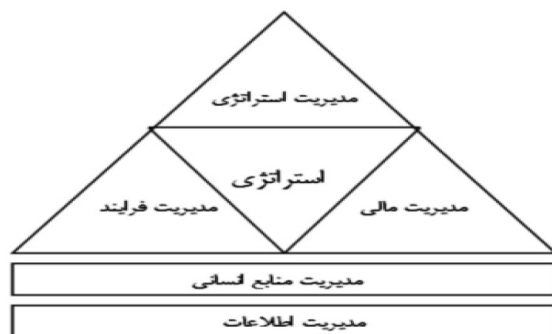 مدیریت استراتژی
استراتژی
مدیریت مالی
مدیریت فرایند
مدیریت منابع انسانی
مدیریت اطلاعات